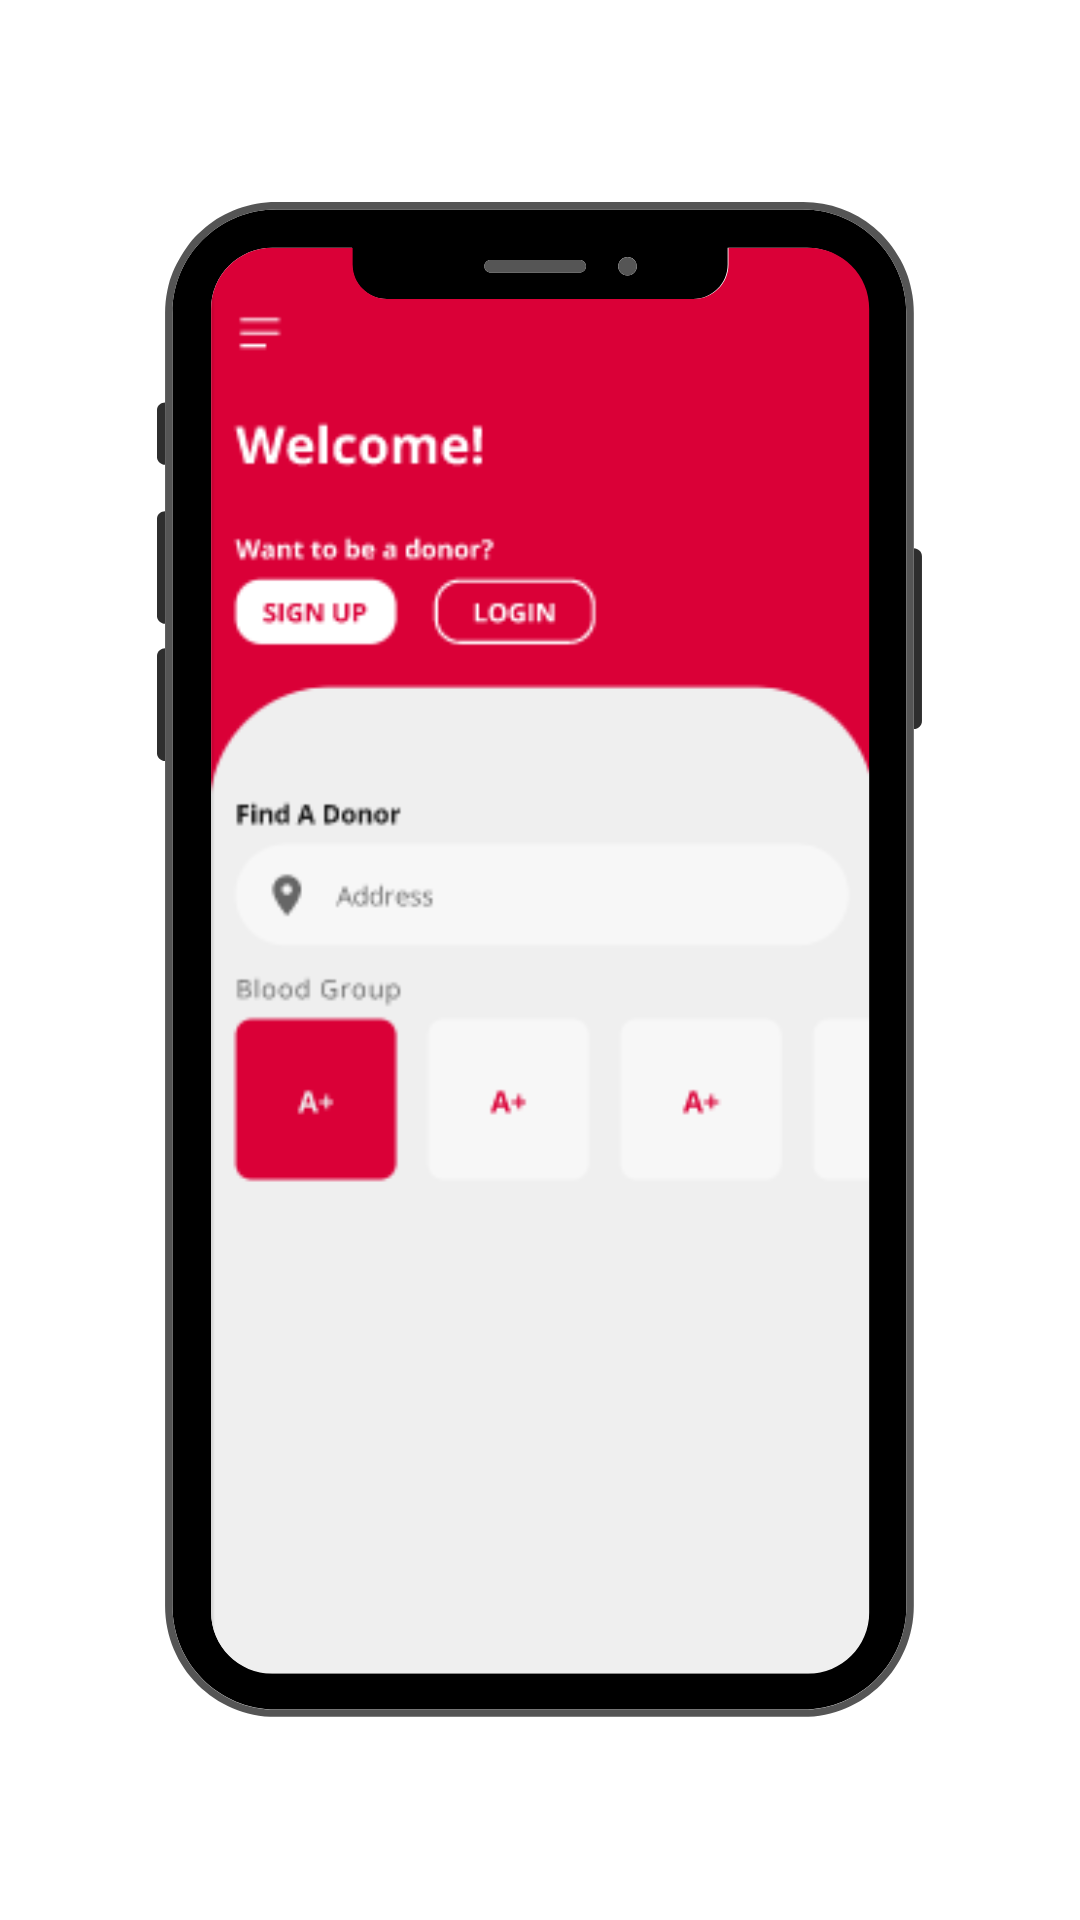 Welcome!
Want to be a donor?
SIGN UP LOGIN
Find A Donor
Address
Blood Group
A+ A+ A+